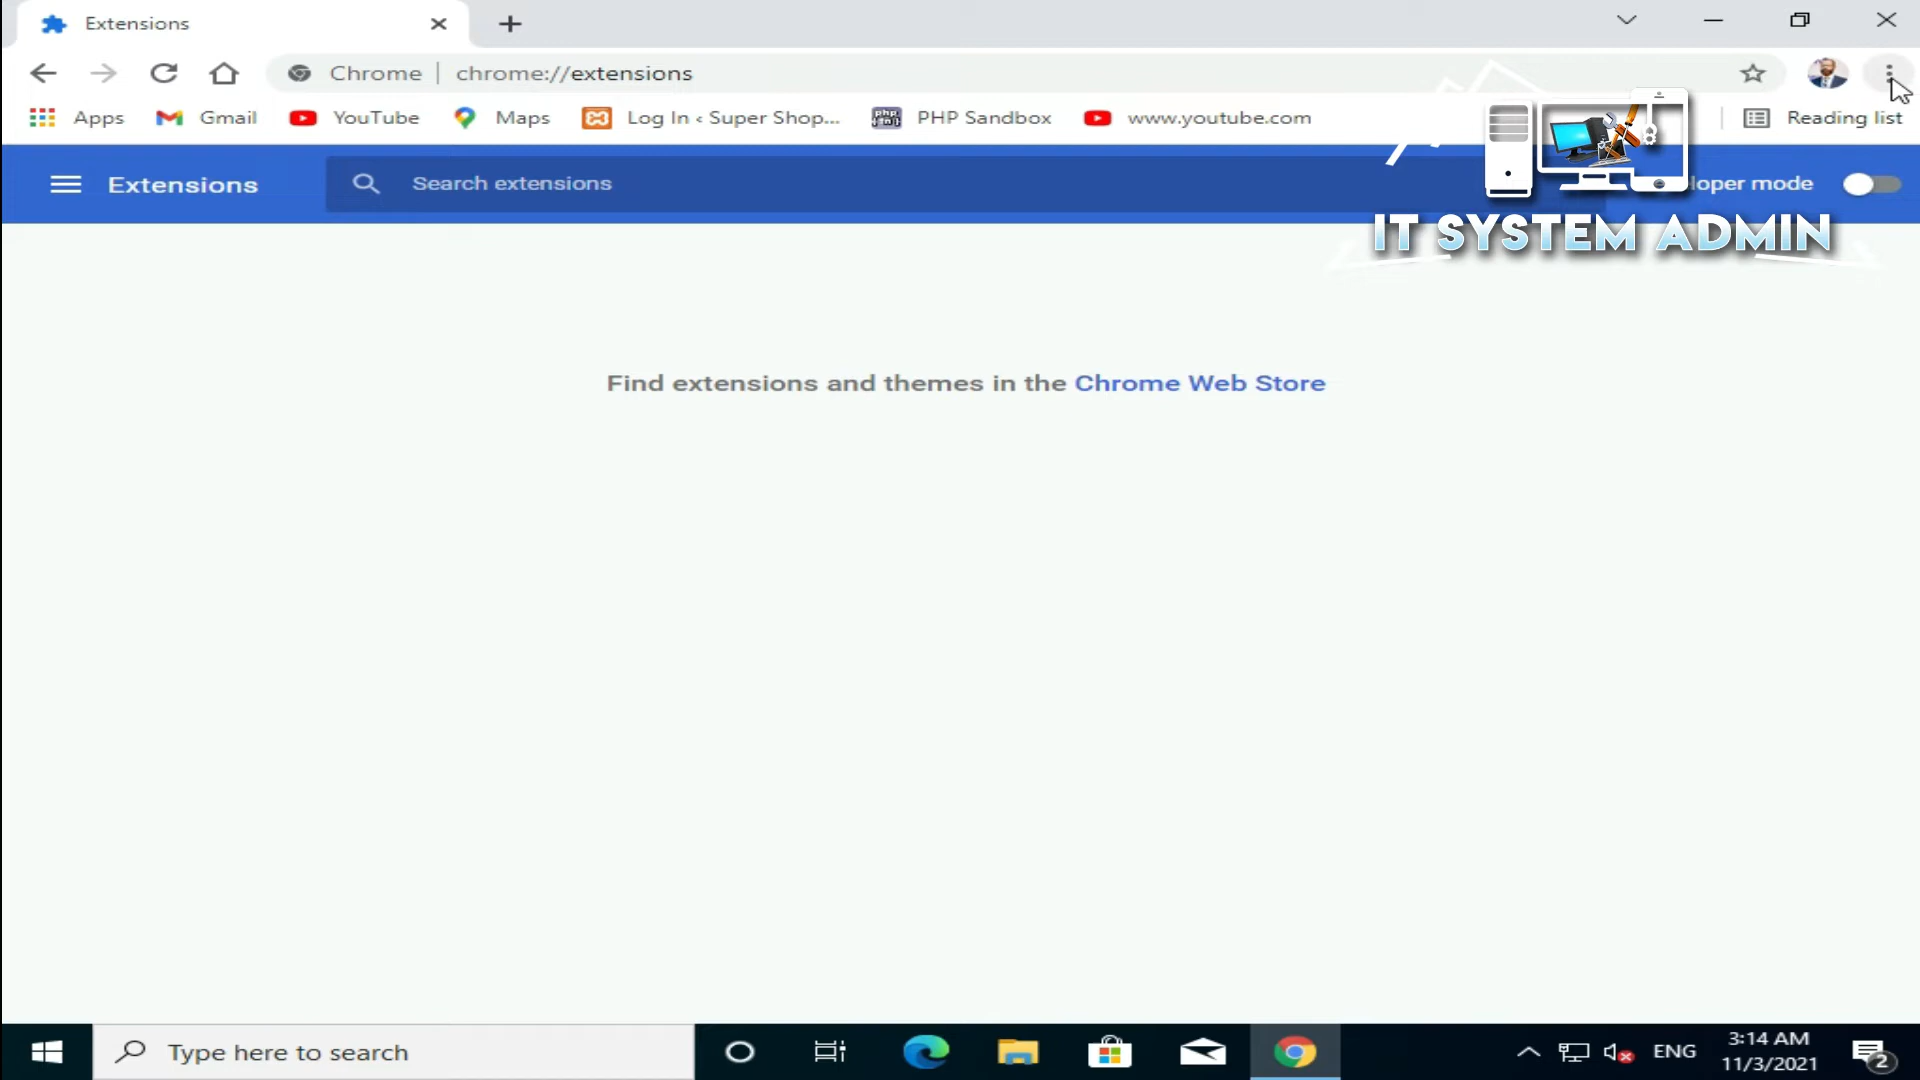 Extensions
Chrome | chrome://extensions
Apps Gmail YouTube Maps Log In ‹ Super Shop... PHP Sandbox www.youtube.com Reading list
Extensions Search extensions loper mode
IT SYSTEM ADMIN
Find extensions and themes in the Chrome Web Store
Type here to search ENG 3:14 AM
11/3/2021 2